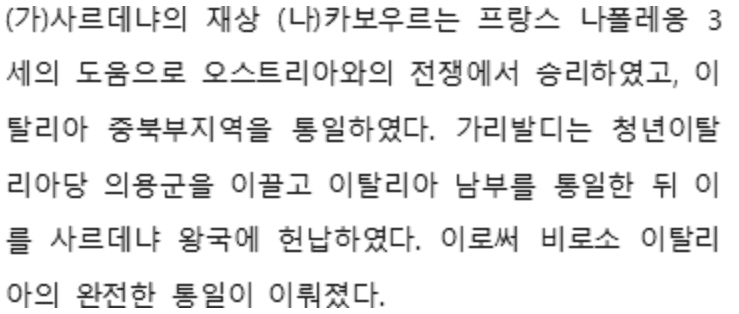 (가)사르데냐의 재상 (나)카보우르는 프랑스 나폴레옹 3
세의 도움으로 오스트리아와의 전쟁에서 승리하였고, 이
탈리아 중북부지역을 통일하였다. 가리발디는 청년이탈
리아당 의용군을 이끌고 이탈리아 남부를 통일한 뒤 이
를 사르데냐 왕국에 헌납하였다. 이로써 비로소 이탈리
아의 완전한 통일이 이뤄졌다.